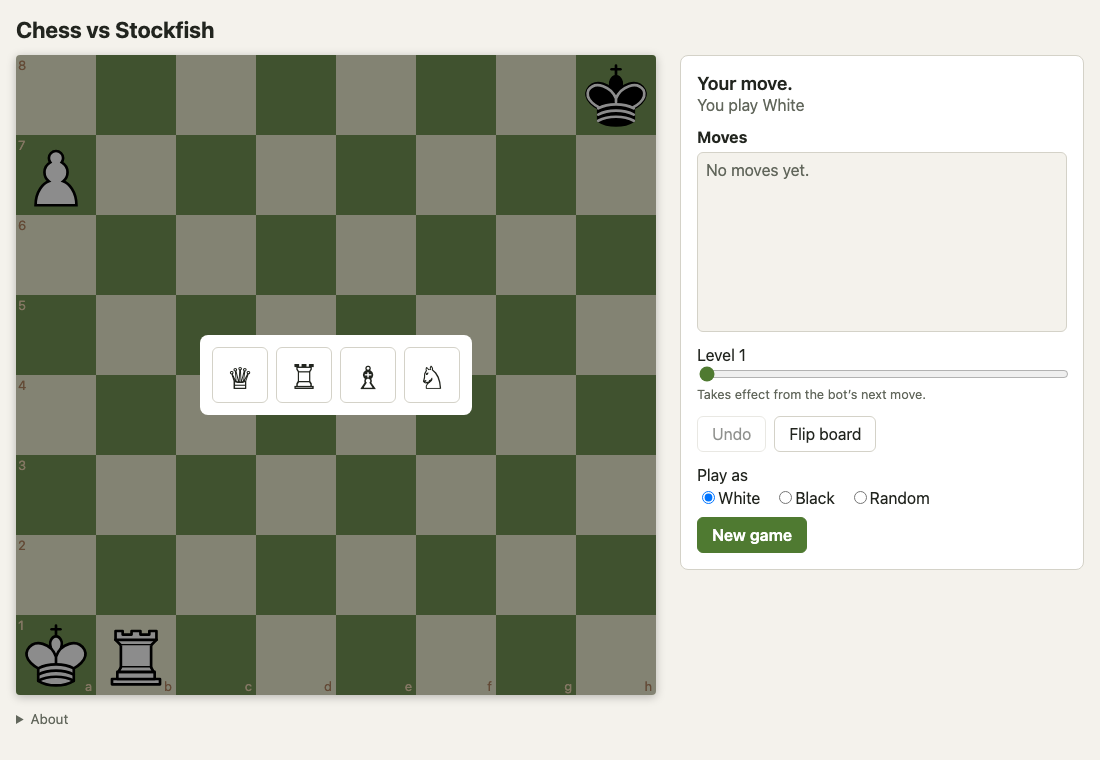 Chess vs Stockfish
8
7
6
5
4
3
2
1
a b c d e f g h
About
Your move.
You play White
Moves
No moves yet.
Level 1
Takes effect from the bot's next move.
Undo Flip board
Play as
White Black Random
New game